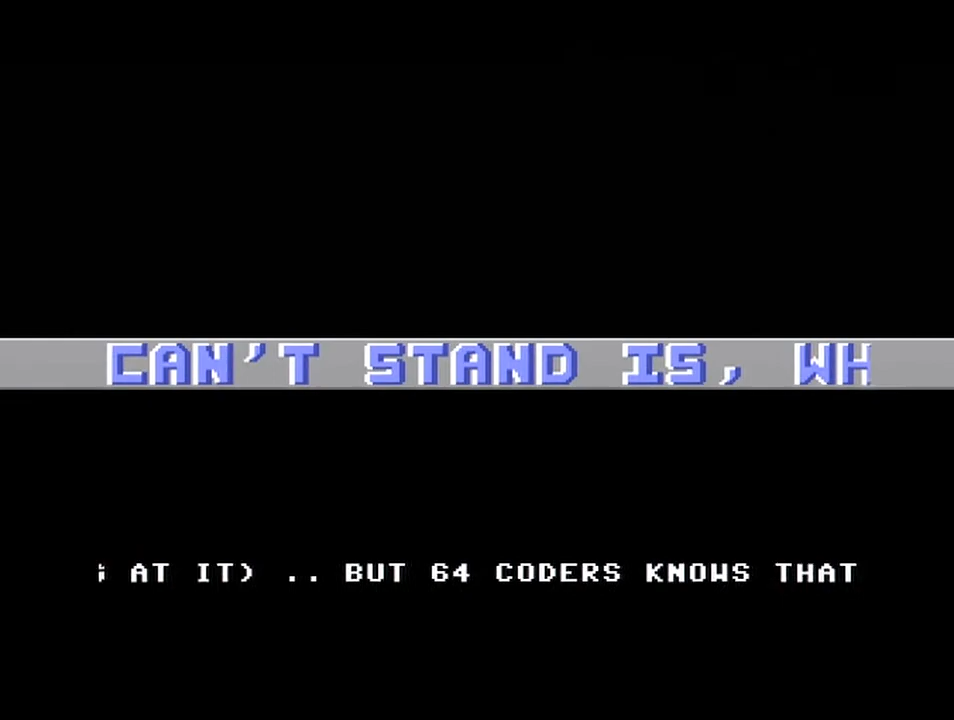 CAN'T STAND IS, WH
AT IT) .. BUT 64 CODERS KNOWS THAT